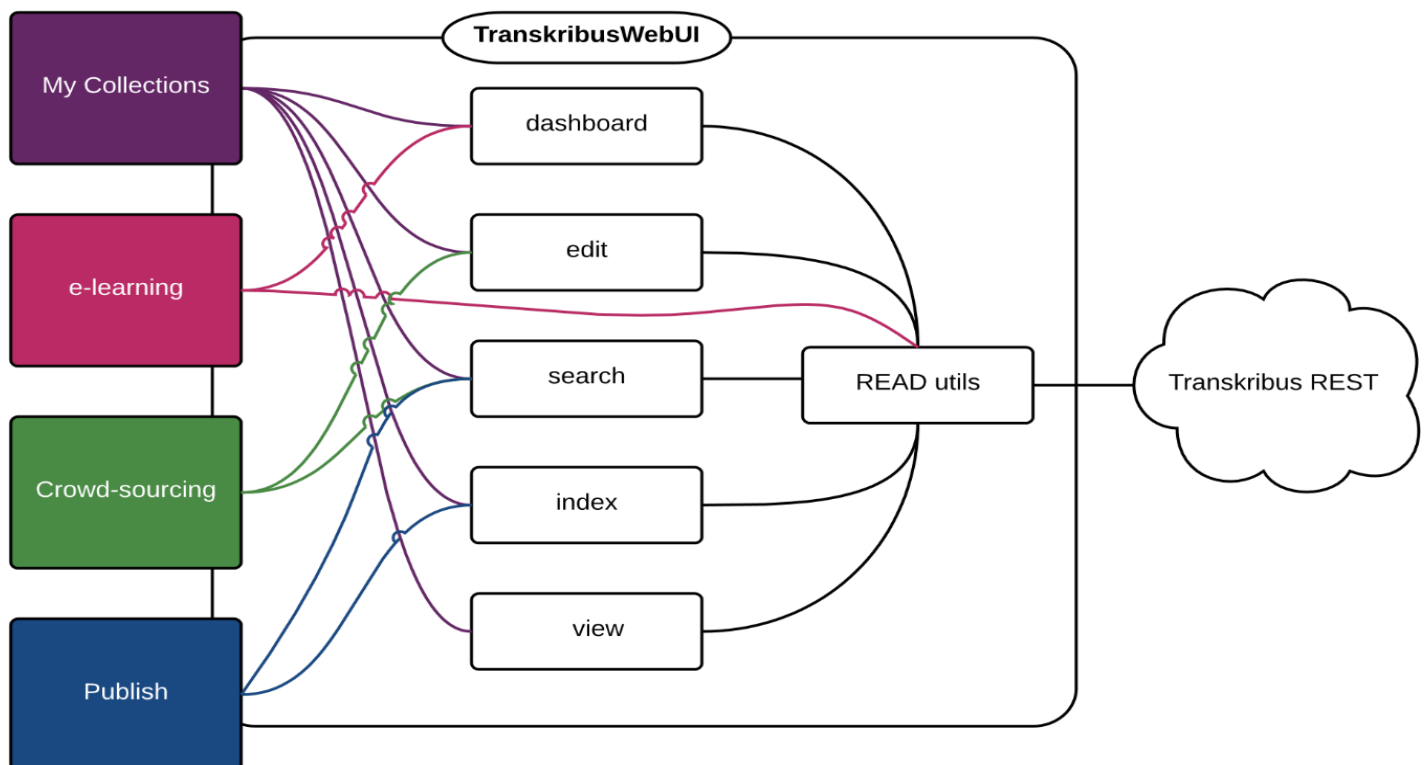 TranskribusWebUI
My Collections
dashboard
e-learning
edit
search
READ utils
Transkribus REST
Crowd-sourcing
index
view
Publish